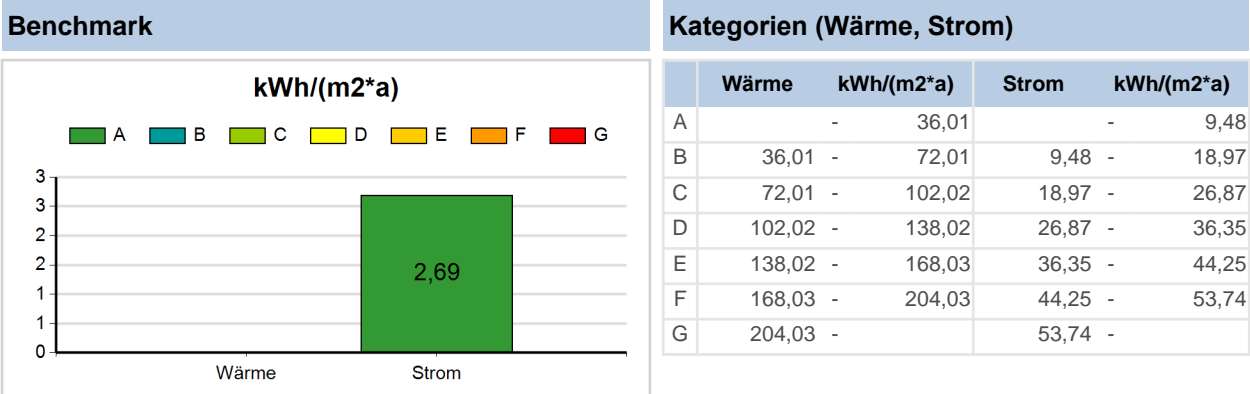 Benchmark
kWh/(m2*a)
A B C D E F G
3
3
2
2
1
1
0
2,69
Wärme Strom
Kategorien (Wärme, Strom)
Wärme kWh/(m2*a) Strom kWh/(m2*a)
A - 36,01 - 9,48
B 36,01 - 72,01 9,48 - 18,97
C 72,01 - 102,02 18,97 - 26,87
D 102,02 - 138,02 26,87 - 36,35
E 138,02 - 168,03 36,35 - 44,25
F 168,03 - 204,03 44,25 - 53,74
G 204,03 - 53,74 -